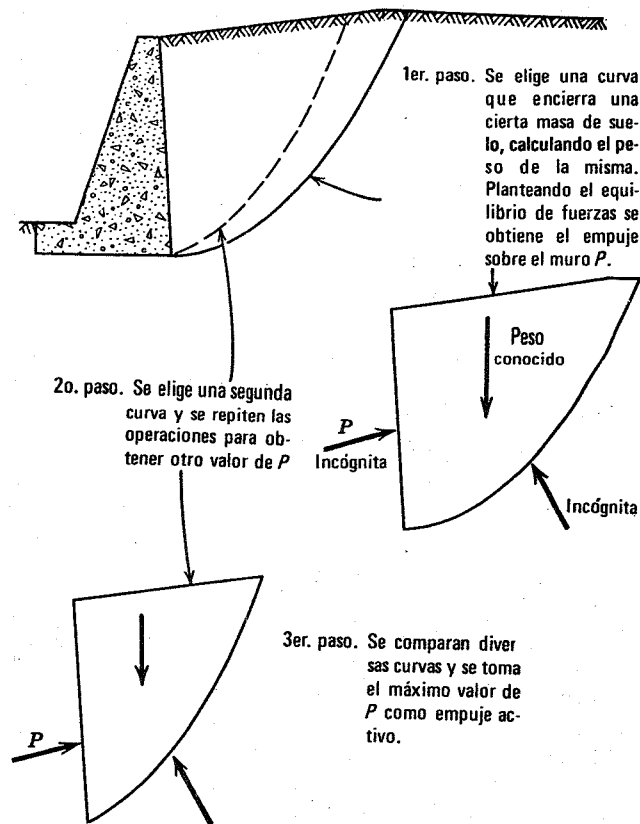 1er. paso. Se elige una curva
que encierra una
cierta masa de sue-
lo, calculando el pe-
so de la misma.
Planteando el equi-
librio de fuerzas se
obtiene el empuje
sobre el muro P.
Peso
conocido
P
Incógnita
Incógnita
2o. paso. Se elige una segunda
curva y se repiten las
operaciones para ob-
tener otro valor de P
3er. paso. Se comparan diver
sas curvas y se toma
el máximo valor de
P como empuje ac-
tivo.
P